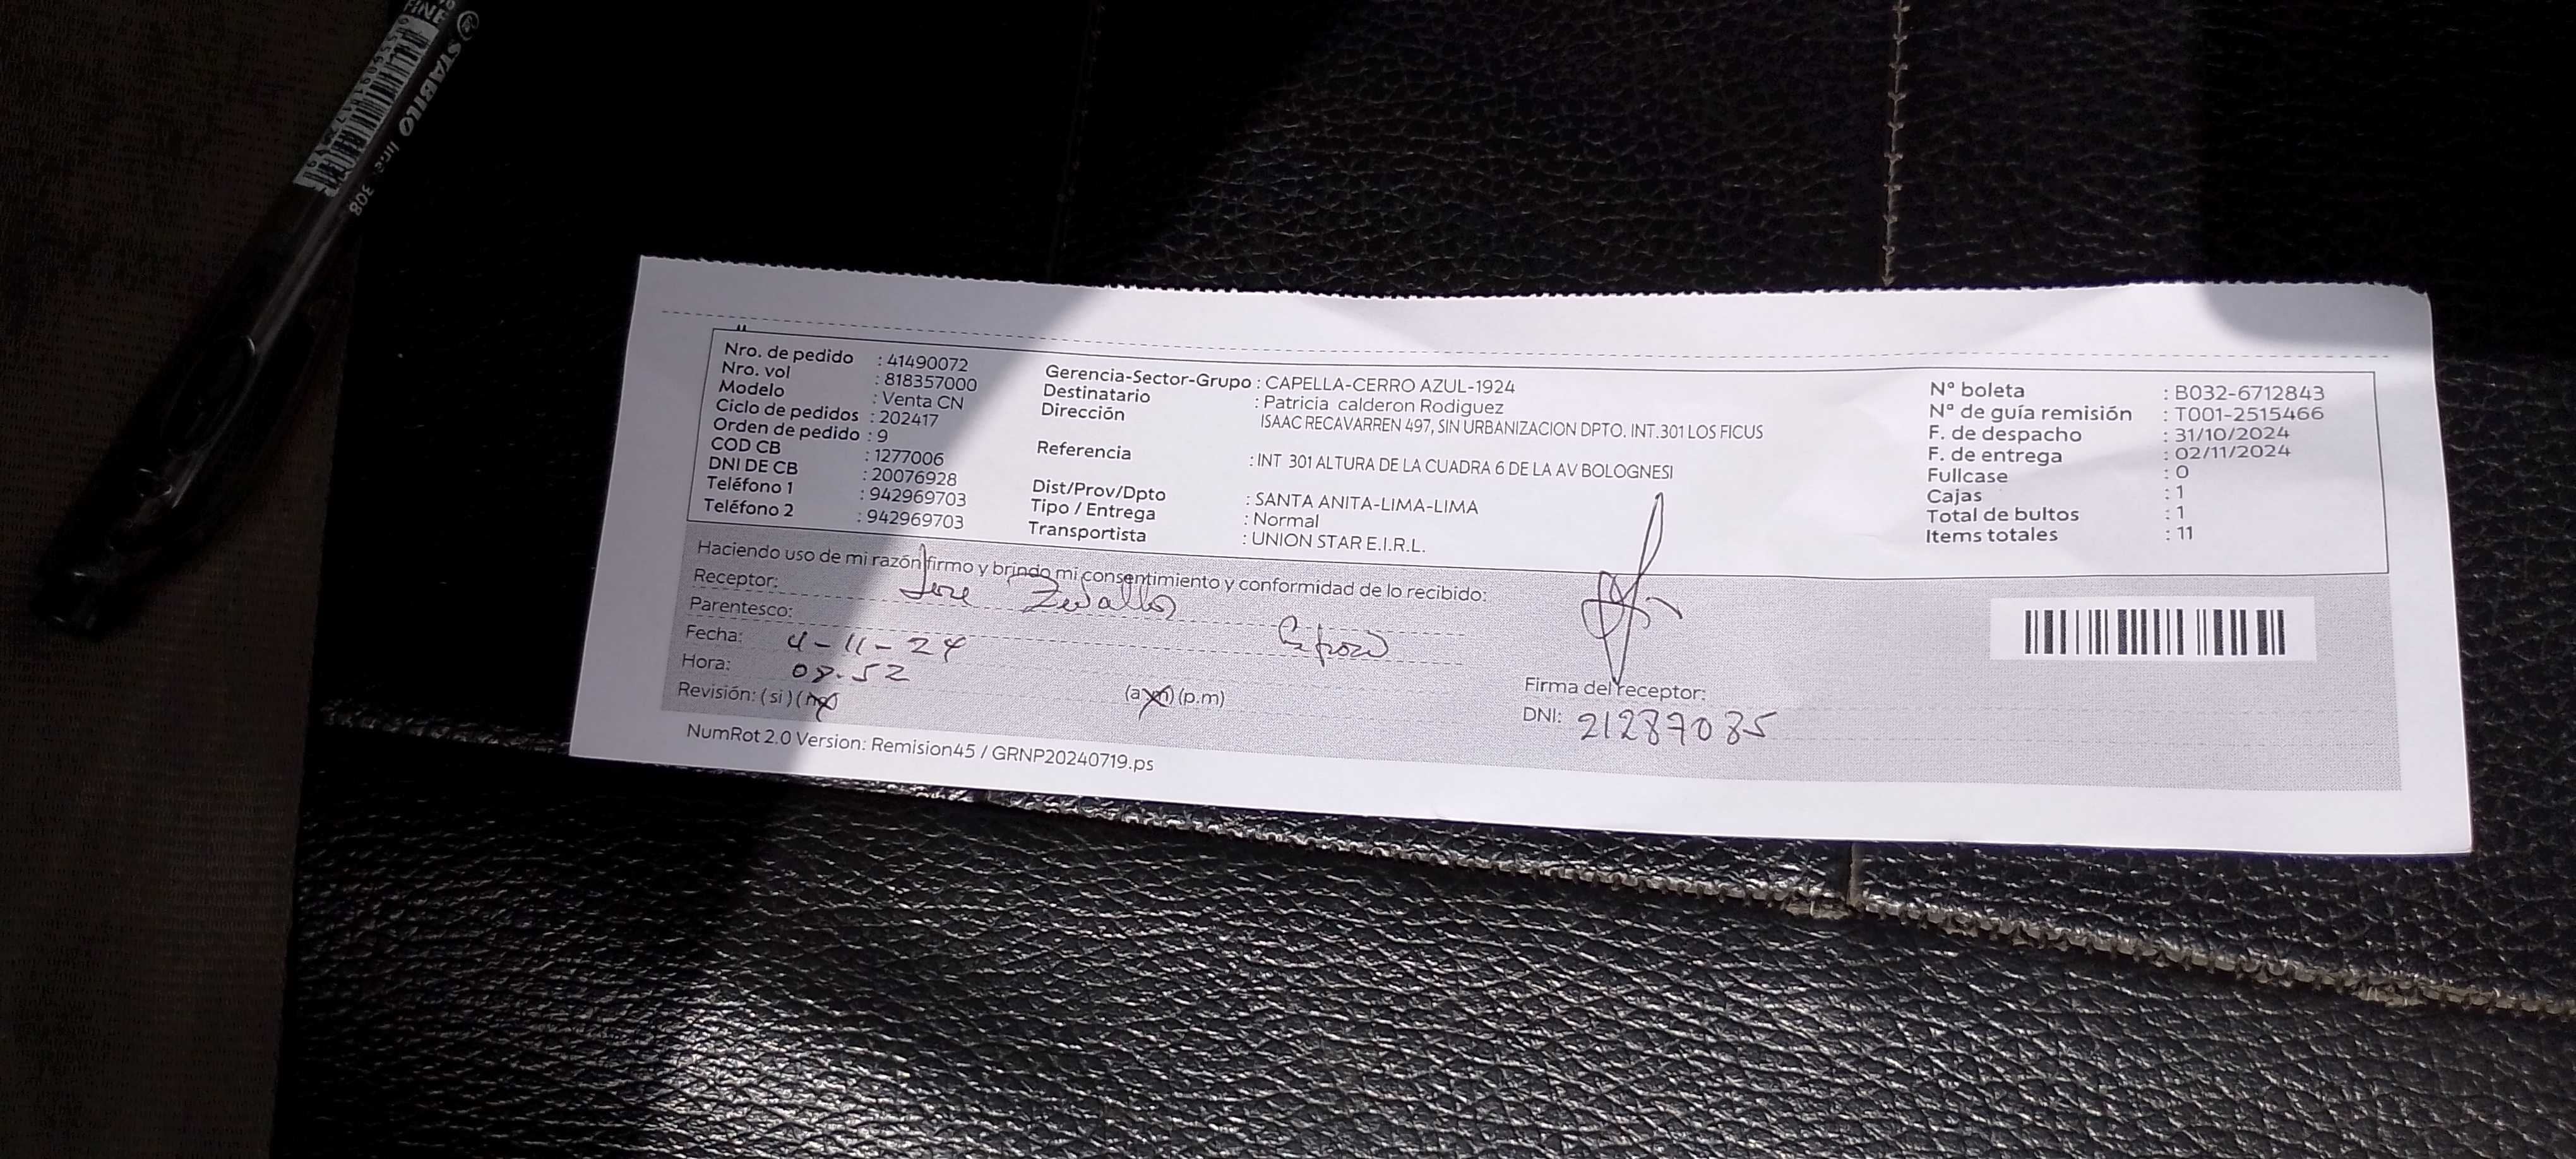 FINE
STABILO liner 308
Nro. de pedido : 41490072
Nro. vol : 818357000
Modelo : Venta CN
Ciclo de pedidos : 202417
Orden de pedido : 9
COD CB : 1277006
DNI DE CB : 20076928
Teléfono 1 : 942969703
Teléfono 2 : 942969703
Gerencia-Sector-Grupo : CAPELLA-CERRO AZUL-1924
Destinatario : Patricia calderon Rodiguez
Dirección ISAAC RECAVARREN 497, SIN URBANIZACION DPTO. INT.301 LOS FICUS
Referencia : INT 301 ALTURA DE LA CUADRA 6 DE LA AV BOLOGNESI
Dist/Prov/Dpto : SANTA ANITA-LIMA-LIMA
Tipo / Entrega : Normal
Transportista : UNION STAR E.I.R.L.
Nº boleta : B032-6712843
Nº de guía remisión : T001-2515466
F. de despacho : 31/10/2024
F. de entrega : 02/11/2024
Fullcase : 0
Cajas : 1
Total de bultos : 1
Items totales : 11
Haciendo uso de mi razón firmo y brindo mi consentimiento y conformidad de lo recibido:
Receptor: Jose Zevallos
Parentesco: Esposo
Fecha: 4-11-24
Hora: 08.52 (a.m) (p.m)
Revisión: (si) (no)
Firma del receptor:
DNI: 21287085
NumRot 2.0 Version: Remision45 / GRNP20240719.ps